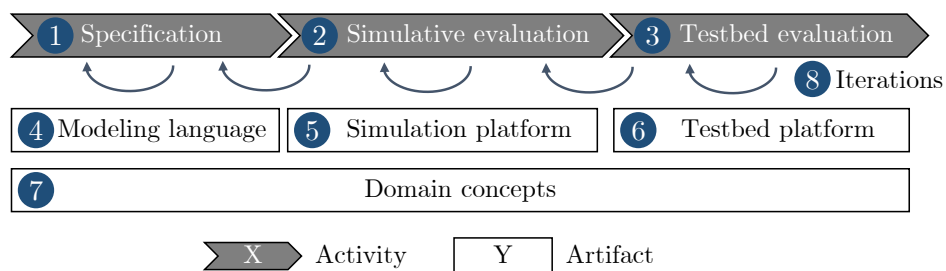 1 Specification 2 Simulative evaluation 3 Testbed evaluation
8 Iterations
4 Modeling language 5 Simulation platform 6 Testbed platform
7 Domain concepts
X Activity Y Artifact